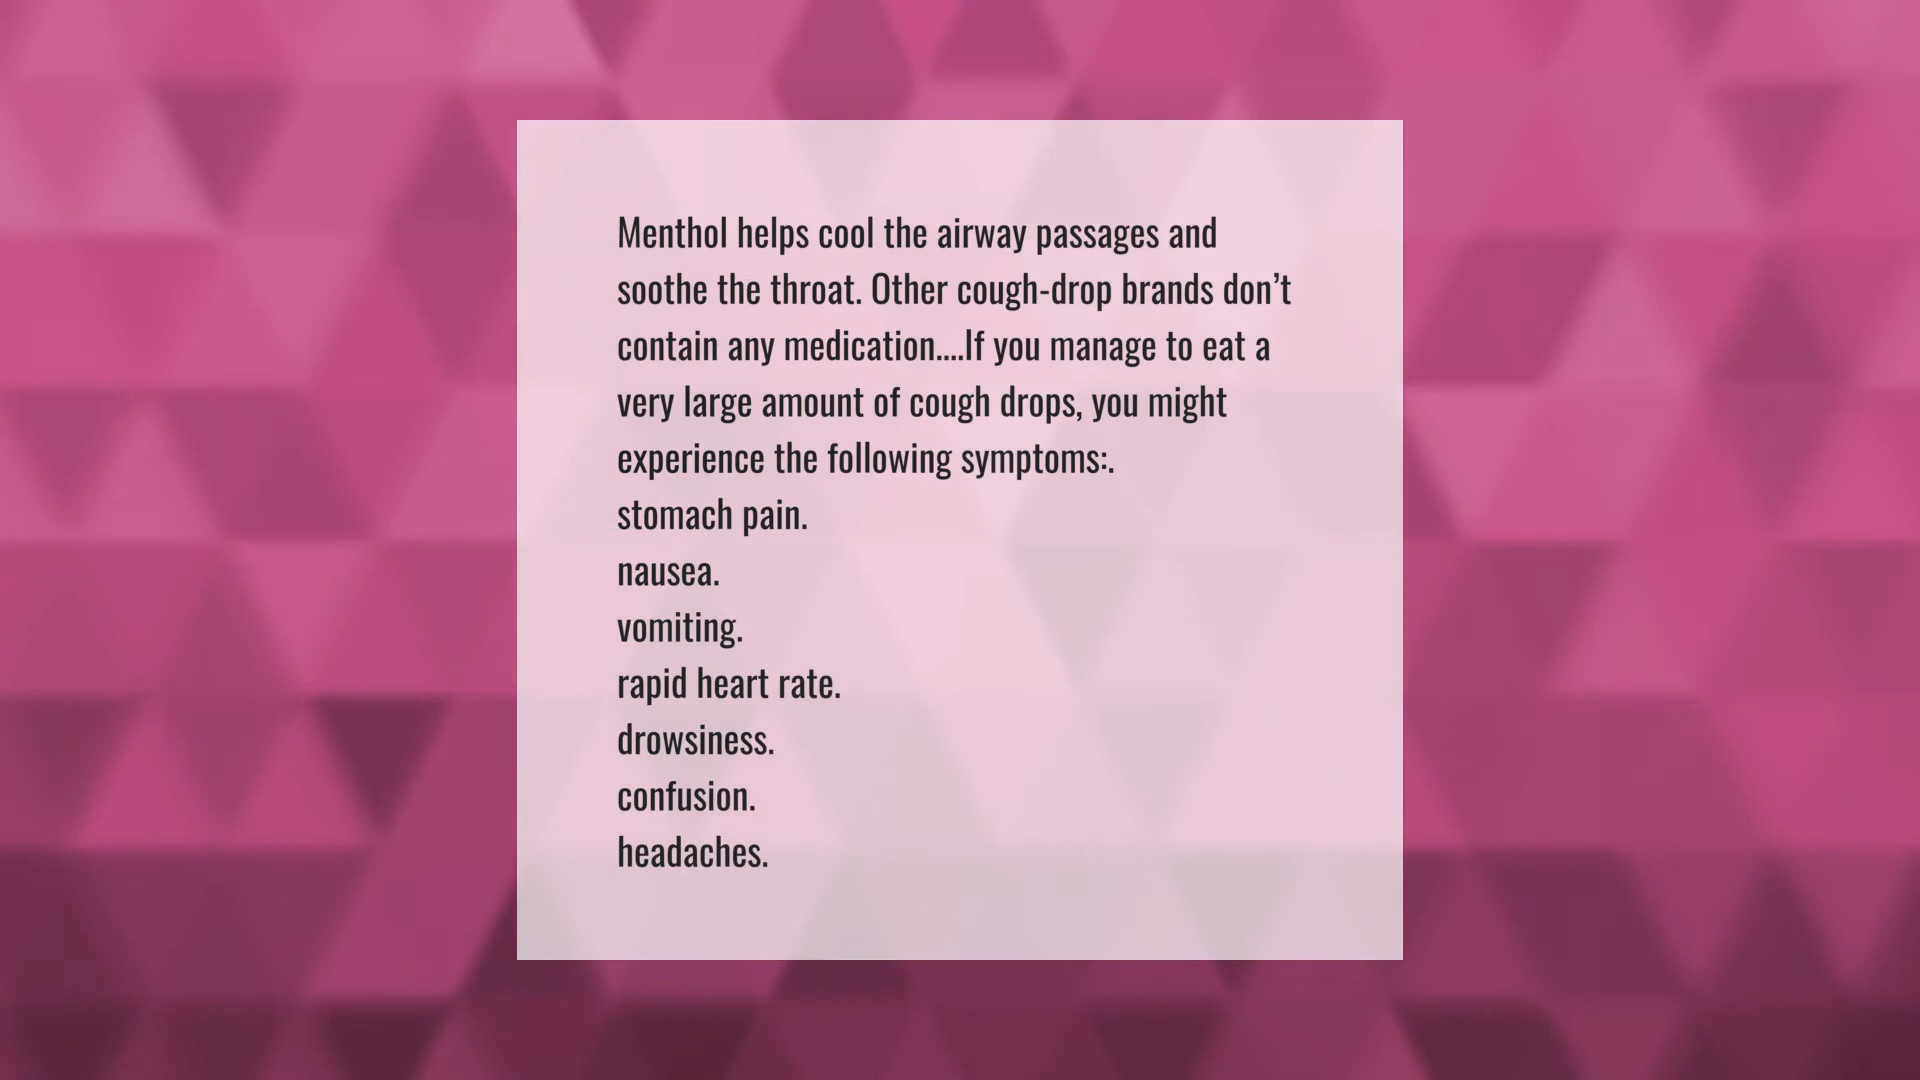 Menthol helps cool the airway passages and
soothe the throat. Other cough-drop brands don’t
contain any medication....If you manage to eat a
very large amount of cough drops, you might
experience the following symptoms:.
stomach pain.
nausea.
vomiting.
rapid heart rate.
drowsiness.
confusion.
headaches.